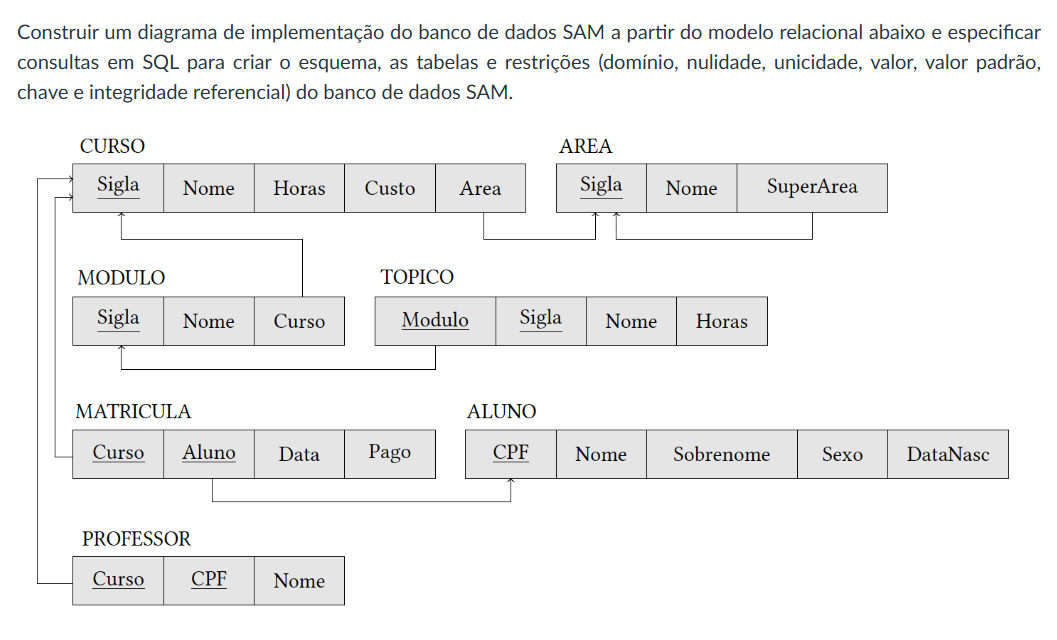 Construir um diagrama de implementação do banco de dados SAM a partir do modelo relacional abaixo e especificar
consultas em SQL para criar o esquema, as tabelas e restrições (domínio, nulidade, unicidade, valor, valor padrão,
chave e integridade referencial) do banco de dados SAM.
CURSO
Sigla Nome Horas Custo Area
AREA
Sigla Nome SuperArea
MODULO
Sigla Nome Curso
TOPICO
Modulo Sigla Nome Horas
MATRICULA
Curso Aluno Data Pago
ALUNO
CPF Nome Sobrenome Sexo DataNasc
PROFESSOR
Curso CPF Nome